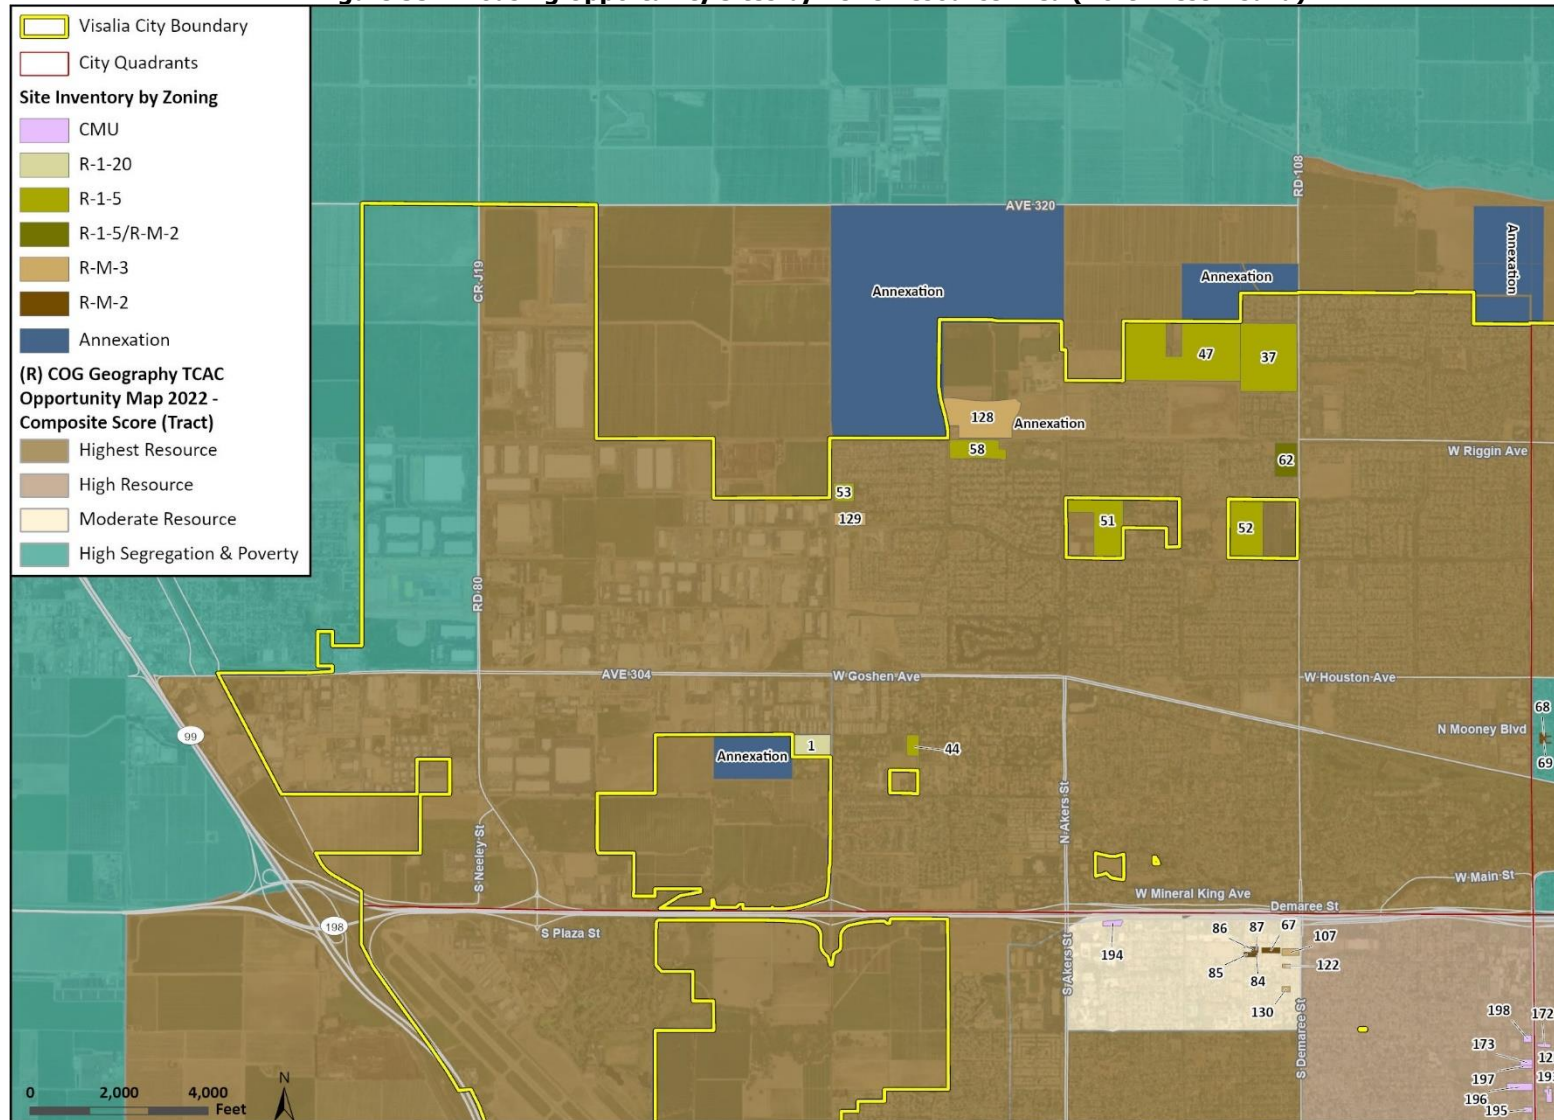 Visalia City Boundary
City Quadrants
Site Inventory by Zoning
CMU
R-1-20
R-1-5
R-1-5/R-M-2
R-M-3
R-M-2
Annexation
(R) COG Geography TCAC
Opportunity Map 2022 -
Composite Score (Tract)
Highest Resource
High Resource
Moderate Resource
High Segregation & Poverty
RD 108
AVE 320
CR J19
Annexation
Annexation
Annexation
47
37
128
Annexation
58
62
W Riggin Ave
53
129
51
52
RD 80
AVE 304
W Goshen Ave
W Houston Ave
68
N Mooney Blvd
69
99
Annexation
1
44
N Akers St
S Neeley St
W Main St
W Mineral King Ave
Demaree St
198
S Plaza St
194
86
87
67
107
85
84
122
130
S Akers St
S Demaree St
198
172
173
12
197
19
196
195
0
2,000
4,000
Feet
N